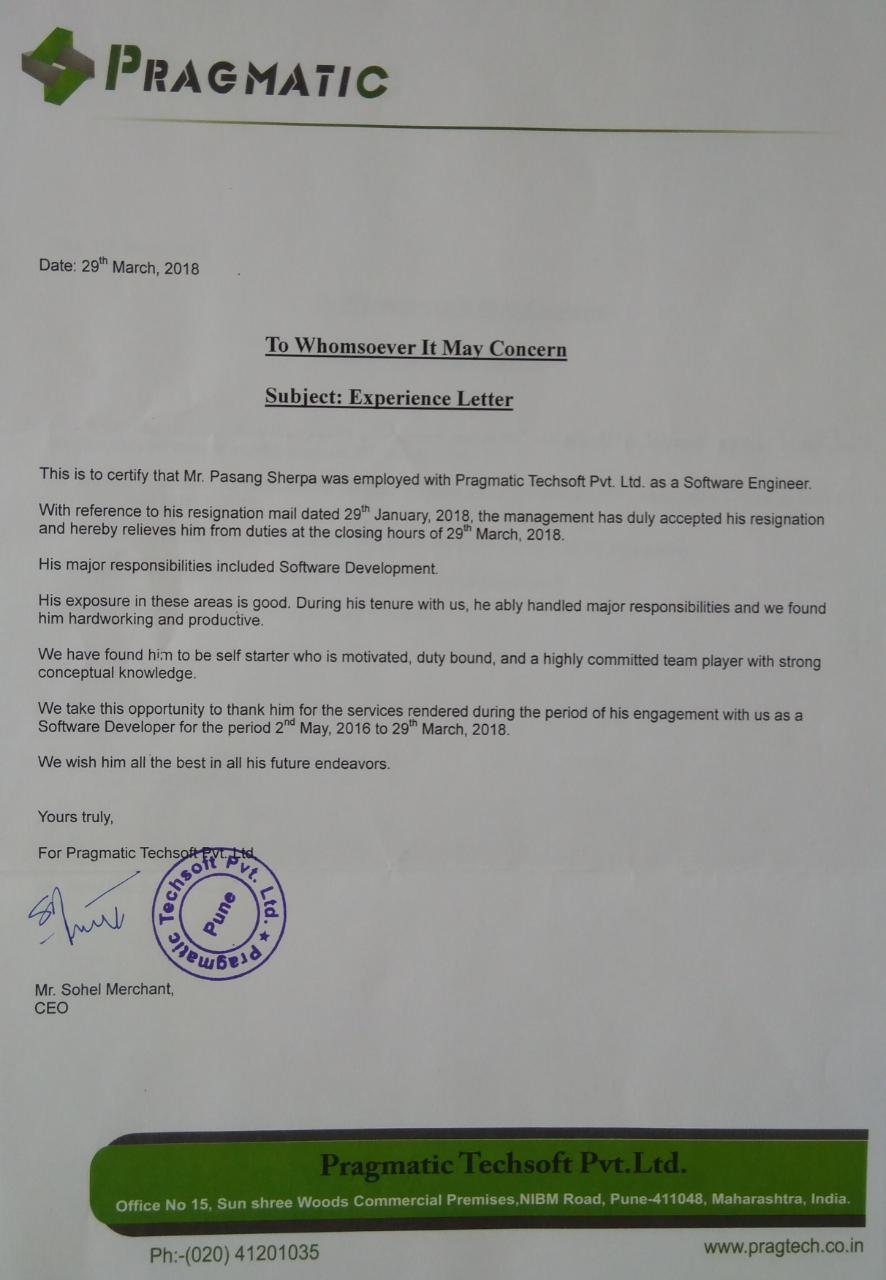 PRAGMATIC
Date: 29th March, 2018
To Whomsoever It May Concern
Subject: Experience Letter
This is to certify that Mr. Pasang Sherpa was employed with Pragmatic Techsoft Pvt. Ltd. as a Software Engineer.
With reference to his resignation mail dated 29th January, 2018, the management has duly accepted his resignation
and hereby relieves him from duties at the closing hours of 29th March, 2018.
His major responsibilities included Software Development.
His exposure in these areas is good. During his tenure with us, he ably handled major responsibilities and we found
him hardworking and productive.
We have found him to be self starter who is motivated, duty bound, and a highly committed team player with strong
conceptual knowledge.
We take this opportunity to thank him for the services rendered during the period of his engagement with us as a
Software Developer for the period 2nd May, 2016 to 29th March, 2018.
We wish him all the best in all his future endeavors.
Yours truly,
For Pragmatic Techsoft Pvt. Ltd.
Pragmatic Techsoft Pvt. Ltd. ★
Pune
Mr. Sohel Merchant,
CEO
Pragmatic Techsoft Pvt.Ltd.
Office No 15, Sun shree Woods Commercial Premises,NIBM Road, Pune-411048, Maharashtra, India.
Ph:-(020) 41201035
www.pragtech.co.in